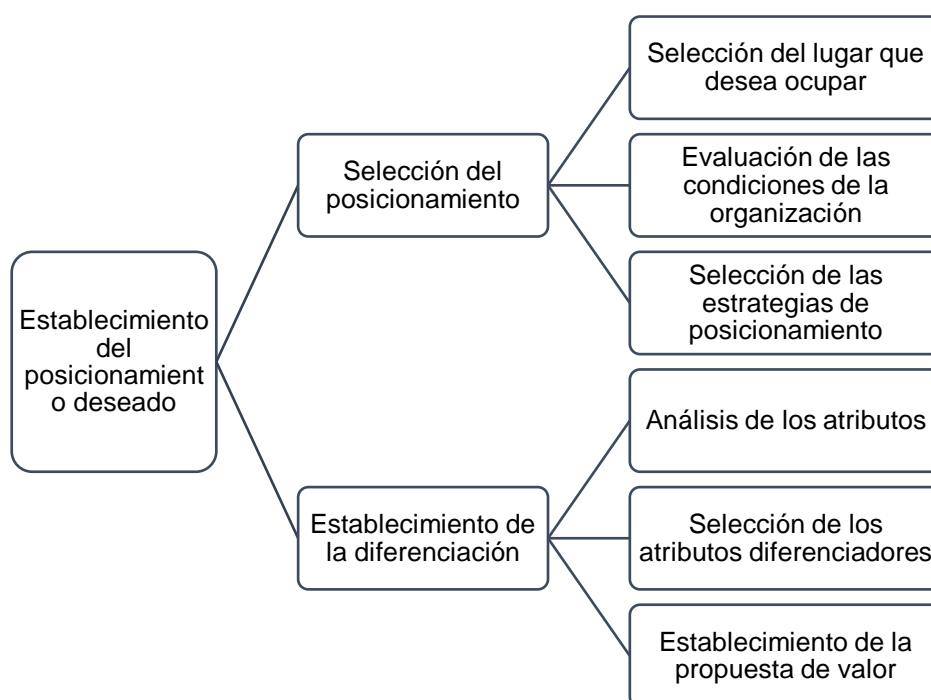 Establecimiento
del
posicionamient
o deseado
Selección del
posicionamiento
Selección del lugar que
desea ocupar
Evaluación de las
condiciones de la
organización
Selección de las
estrategias de
posicionamiento
Establecimiento de
la diferenciación
Análisis de los atributos
Selección de los
atributos diferenciadores
Establecimiento de la
propuesta de valor